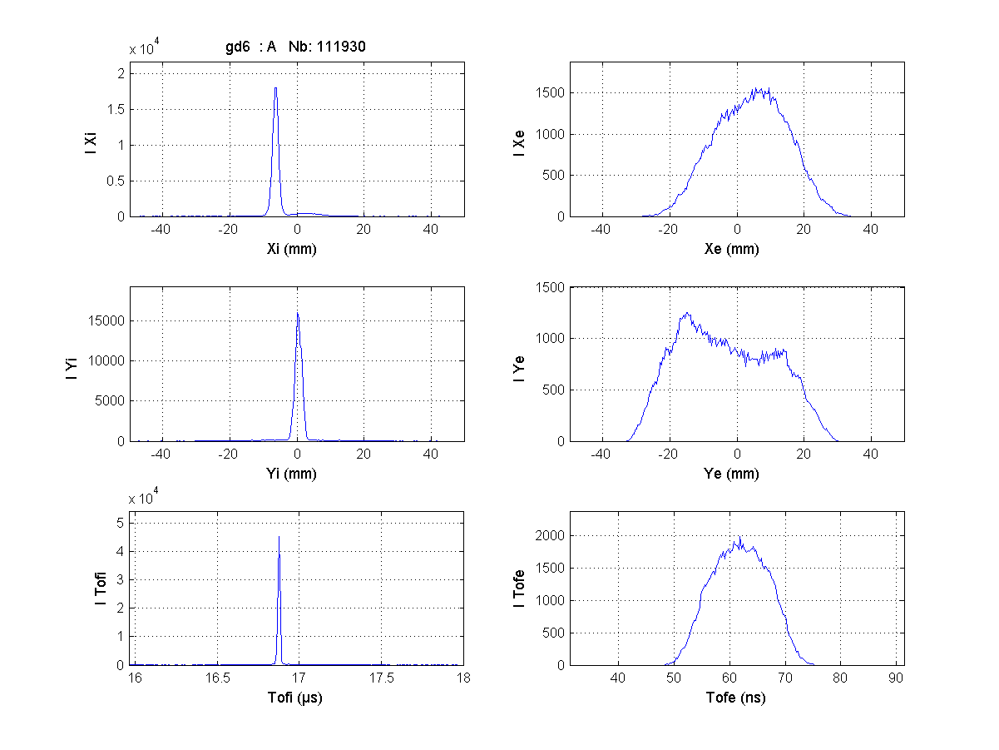 gd6 : A Nb: 111930
x 10^4
2
1.5
1
0.5
0
-40 -20 0 20 40
I Xi
Xi (mm)
1500
1000
500
0
-40 -20 0 20 40
I Xe
Xe (mm)
15000
10000
5000
0
-40 -20 0 20 40
I Yi
Yi (mm)
1500
1000
500
0
-40 -20 0 20 40
I Ye
Ye (mm)
x 10^4
5
4
3
2
1
0
16 16.5 17 17.5 18
I Tofi
Tofi (µs)
2000
1500
1000
500
0
40 50 60 70 80 90
I Tofe
Tofe (ns)